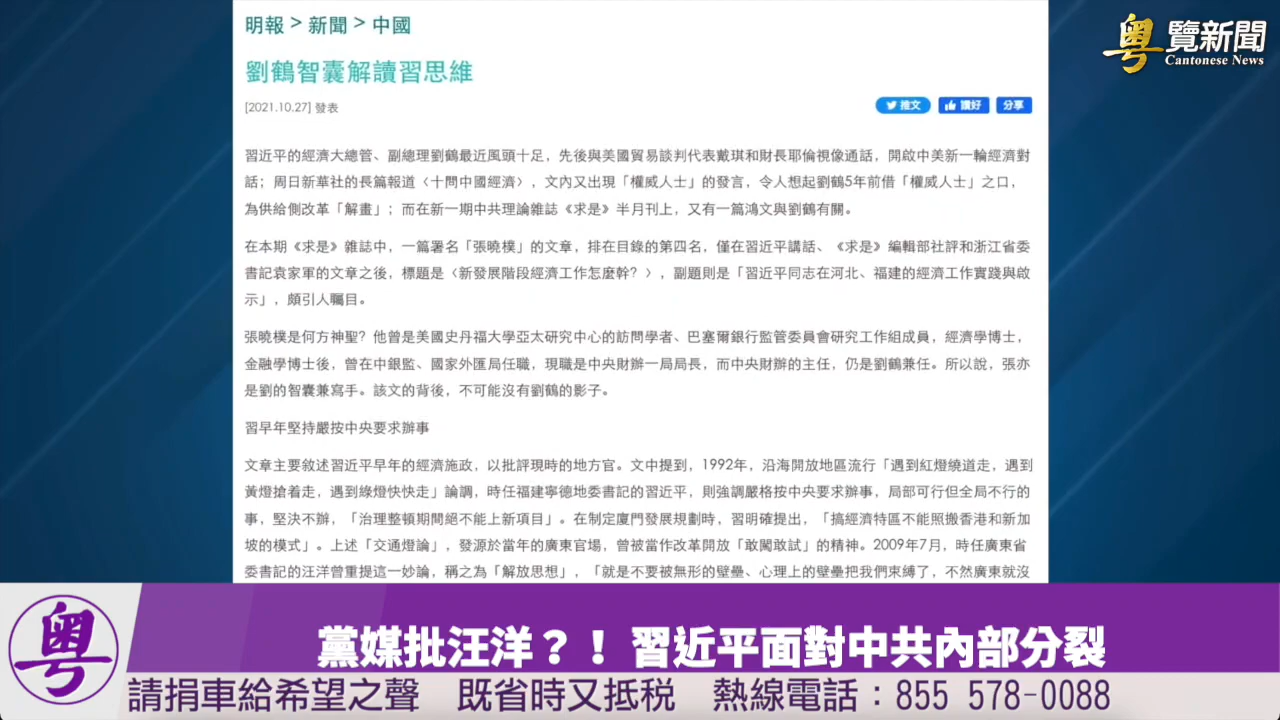 明報 > 新聞 > 中國
粤覽新聞
Cantonese News
劉鶴智囊解讀習思維
[2021.10.27] 發表
推文 讚好 分享
習近平的經濟大總管、副總理劉鶴最近風頭十足，先後與美國貿易談判代表戴琪和財長耶倫視像通話，開啟中美新一輪經濟對
話；周日新華社的長篇報道〈十問中國經濟〉，文內又出現「權威人士」的發言，令人想起劉鶴5年前借「權威人士」之口，
為供給側改革「解畫」；而在新一期中共理論雜誌《求是》半月刊上，又有一篇鴻文與劉鶴有關。
在本期《求是》雜誌中，一篇署名「張曉樸」的文章，排在目錄的第四名，僅在習近平講話、《求是》編輯部社評和浙江省委
書記袁家軍的文章之後，標題是〈新發展階段經濟工作怎麼幹？〉，副題則是「習近平同志在河北、福建的經濟工作實踐與啟
示」，頗引人矚目。
張曉樸是何方神聖？他曾是美國史丹福大學亞太研究中心的訪問學者、巴塞爾銀行監管委員會研究工作組成員，經濟學博士，
金融學博士後，曾在中銀監、國家外匯局任職，現職是中央財辦一局局長，而中央財辦的主任，仍是劉鶴兼任。所以說，張亦
是劉的智囊兼寫手。該文的背後，不可能沒有劉鶴的影子。
習早年堅持嚴按中央要求辦事
文章主要敘述習近平早年的經濟施政，以批評現時的地方官。文中提到，1992年，沿海開放地區流行「遇到紅燈繞道走，遇到
黃燈搶着走，遇到綠燈快快走」論調，時任福建寧德地委書記的習近平，則強調嚴格按中央要求辦事，局部可行但全局不行的
事，堅決不辦，「治理整頓期間絕不能上新項目」。在制定廈門發展規劃時，習明確提出，「搞經濟特區不能照搬香港和新加
坡的模式」。上述「交通燈論」，發源於當年的廣東官場，曾被當作改革開放「敢闖敢試」的精神。2009年7月，時任廣東省
委書記的汪洋曾重提這一妙論，稱之為「解放思想」，「就是不要被無形的壁壘、心理上的壁壘把我們束縛了，不然廣東就沒
粤
黨媒批汪洋？！ 習近平面對中共內部分裂
請捐車給希望之聲 既省時又抵稅 熱線電話：855 578-0088